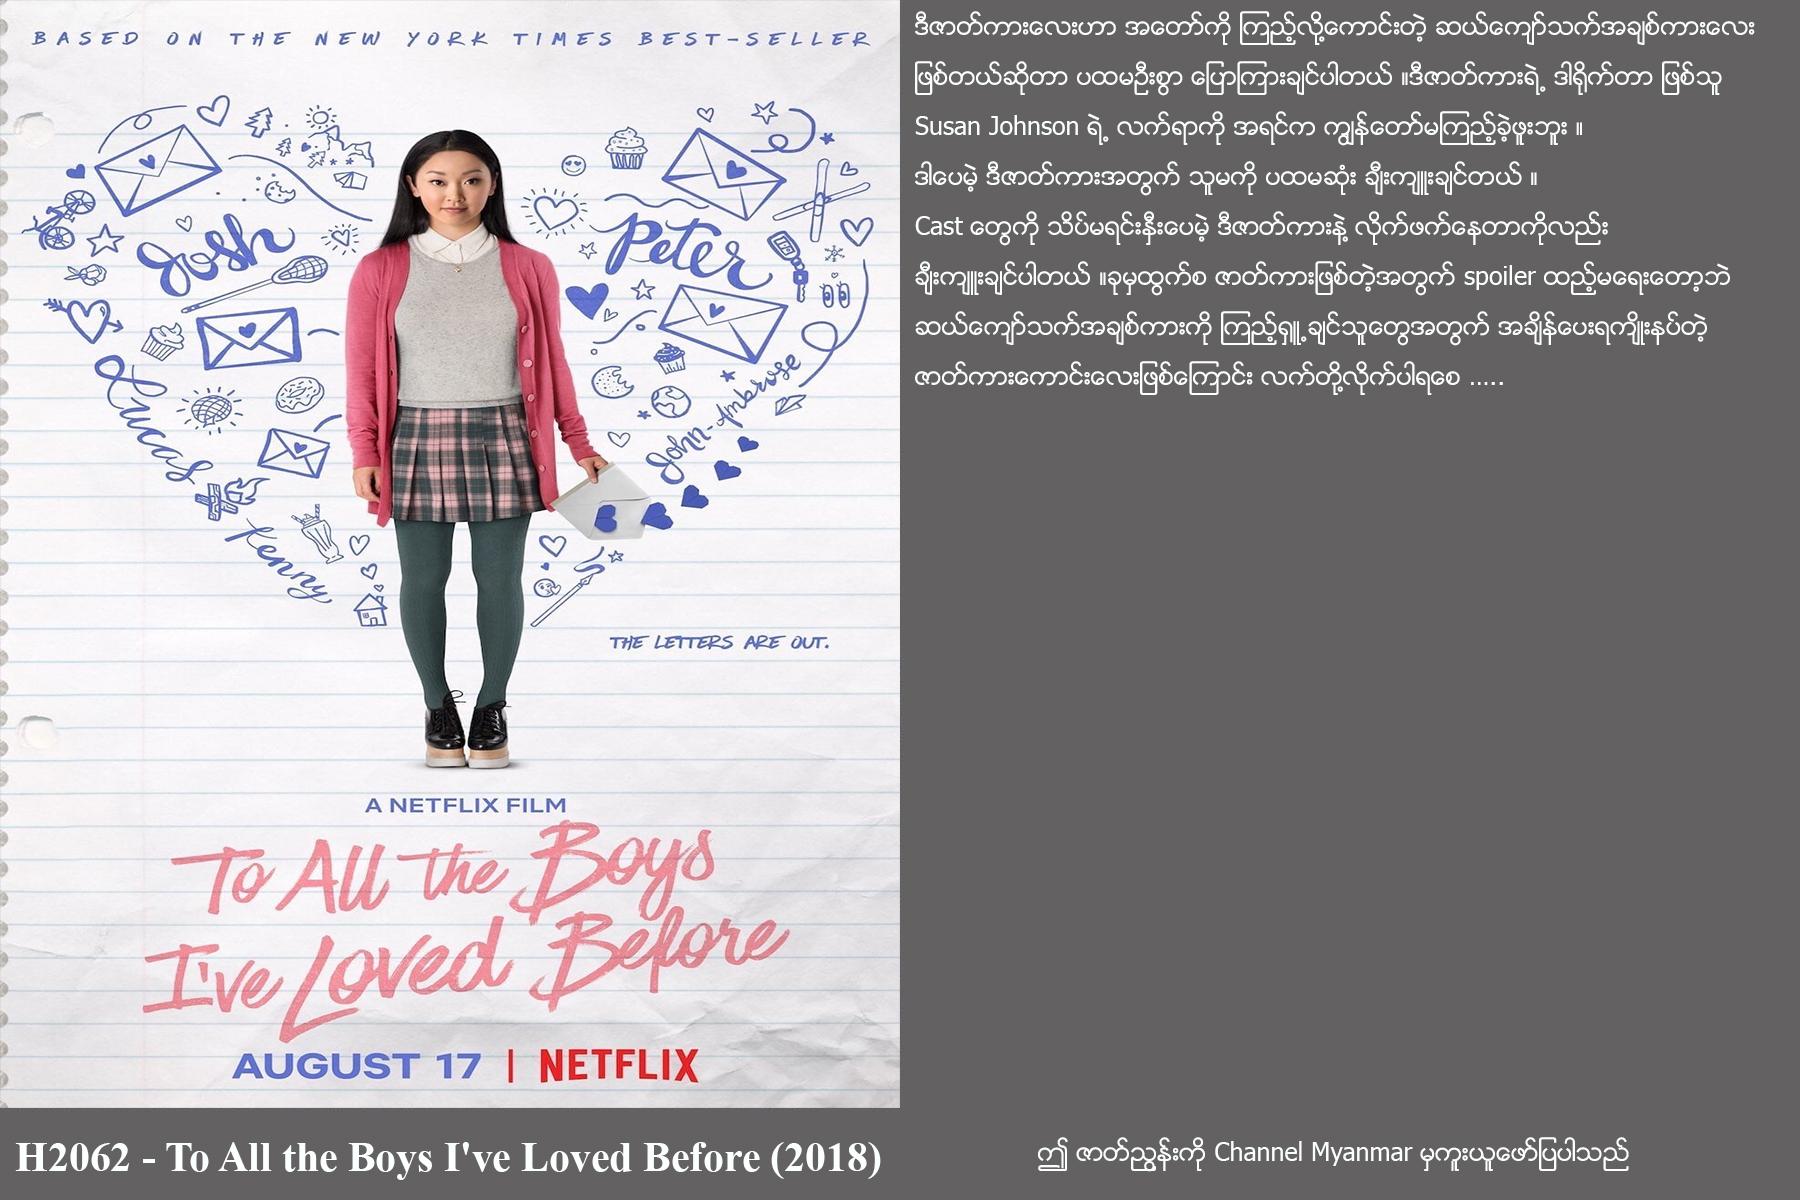 BASED ON THE NEW YORK TIMES BEST-SELLER
Josh
Peter
Lucas
John-Ambrose
Kenny
THE LETTERS ARE OUT.
A NETFLIX FILM
To All the Boys
I've Loved Before
AUGUST 17 | NETFLIX
H2062 - To All the Boys I've Loved Before (2018)
ဒီဇာတ်ကားလေးဟာ အတော်ကို ကြည့်လို့ကောင်းတဲ့ ဆယ်ကျော်သက်အချစ်ကားလေး
ဖြစ်တယ်ဆိုတာ ပထမဦးစွာ ပြောကြားချင်ပါတယ် ။ဒီဇာတ်ကားရဲ့ ဒါရိုက်တာ ဖြစ်သူ
Susan Johnson ရဲ့ လက်ရာကို အရင်က ကျွန်တော်မကြည့်ခဲ့ဖူးဘူး ။
ဒါပေမဲ့ ဒီဇာတ်ကားအတွက် သူမကို ပထမဆုံး ချီးကျူးချင်တယ် ။
Cast တွေကို သိပ်မရင်းနှီးပေမဲ့ ဒီဇာတ်ကားနဲ့ လိုက်ဖက်နေတာကိုလည်း
ချီးကျူးချင်ပါတယ် ။ခုမှထွက်စ ဇာတ်ကားဖြစ်တဲ့အတွက် spoiler ထည့်မရေးတော့ဘဲ
ဆယ်ကျော်သက်အချစ်ကားကို ကြည့်ရှူ့ချင်သူတွေအတွက် အချိန်ပေးရကျိုးနပ်တဲ့
ဇာတ်ကားကောင်းလေးဖြစ်ကြောင်း လက်တို့လိုက်ပါရစေ .....
ဤ ဇာတ်ညွှန်းကို Channel Myanmar မှကူးယူဖော်ပြပါသည်